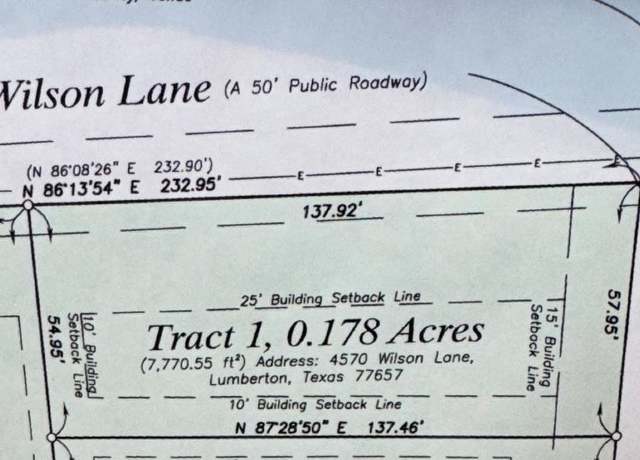 Wilson Lane (A 50' Public Roadway)
(N 86°08'26" E 232.90')
N 86°13'54" E 232.95'
E E E E
137.92'
25' Building Setback Line
Tract 1, 0.178 Acres
(7,770.55 ft²) Address: 4570 Wilson Lane,
Lumberton, Texas 77657
10' Building Setback Line
N 87°28'50" E 137.46'
54.95'
10' Building
Setback Line
15' Building
Setback Line
57.95'